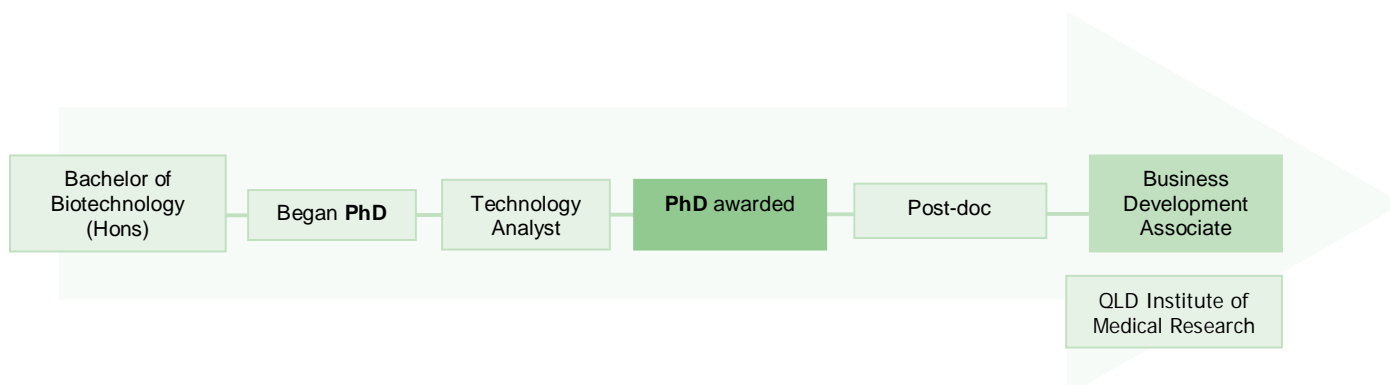 Bachelor of
Biotechnology
(Hons)
Began PhD
Technology
Analyst
PhD awarded
Post-doc
Business
Development
Associate
QLD Institute of
Medical Research